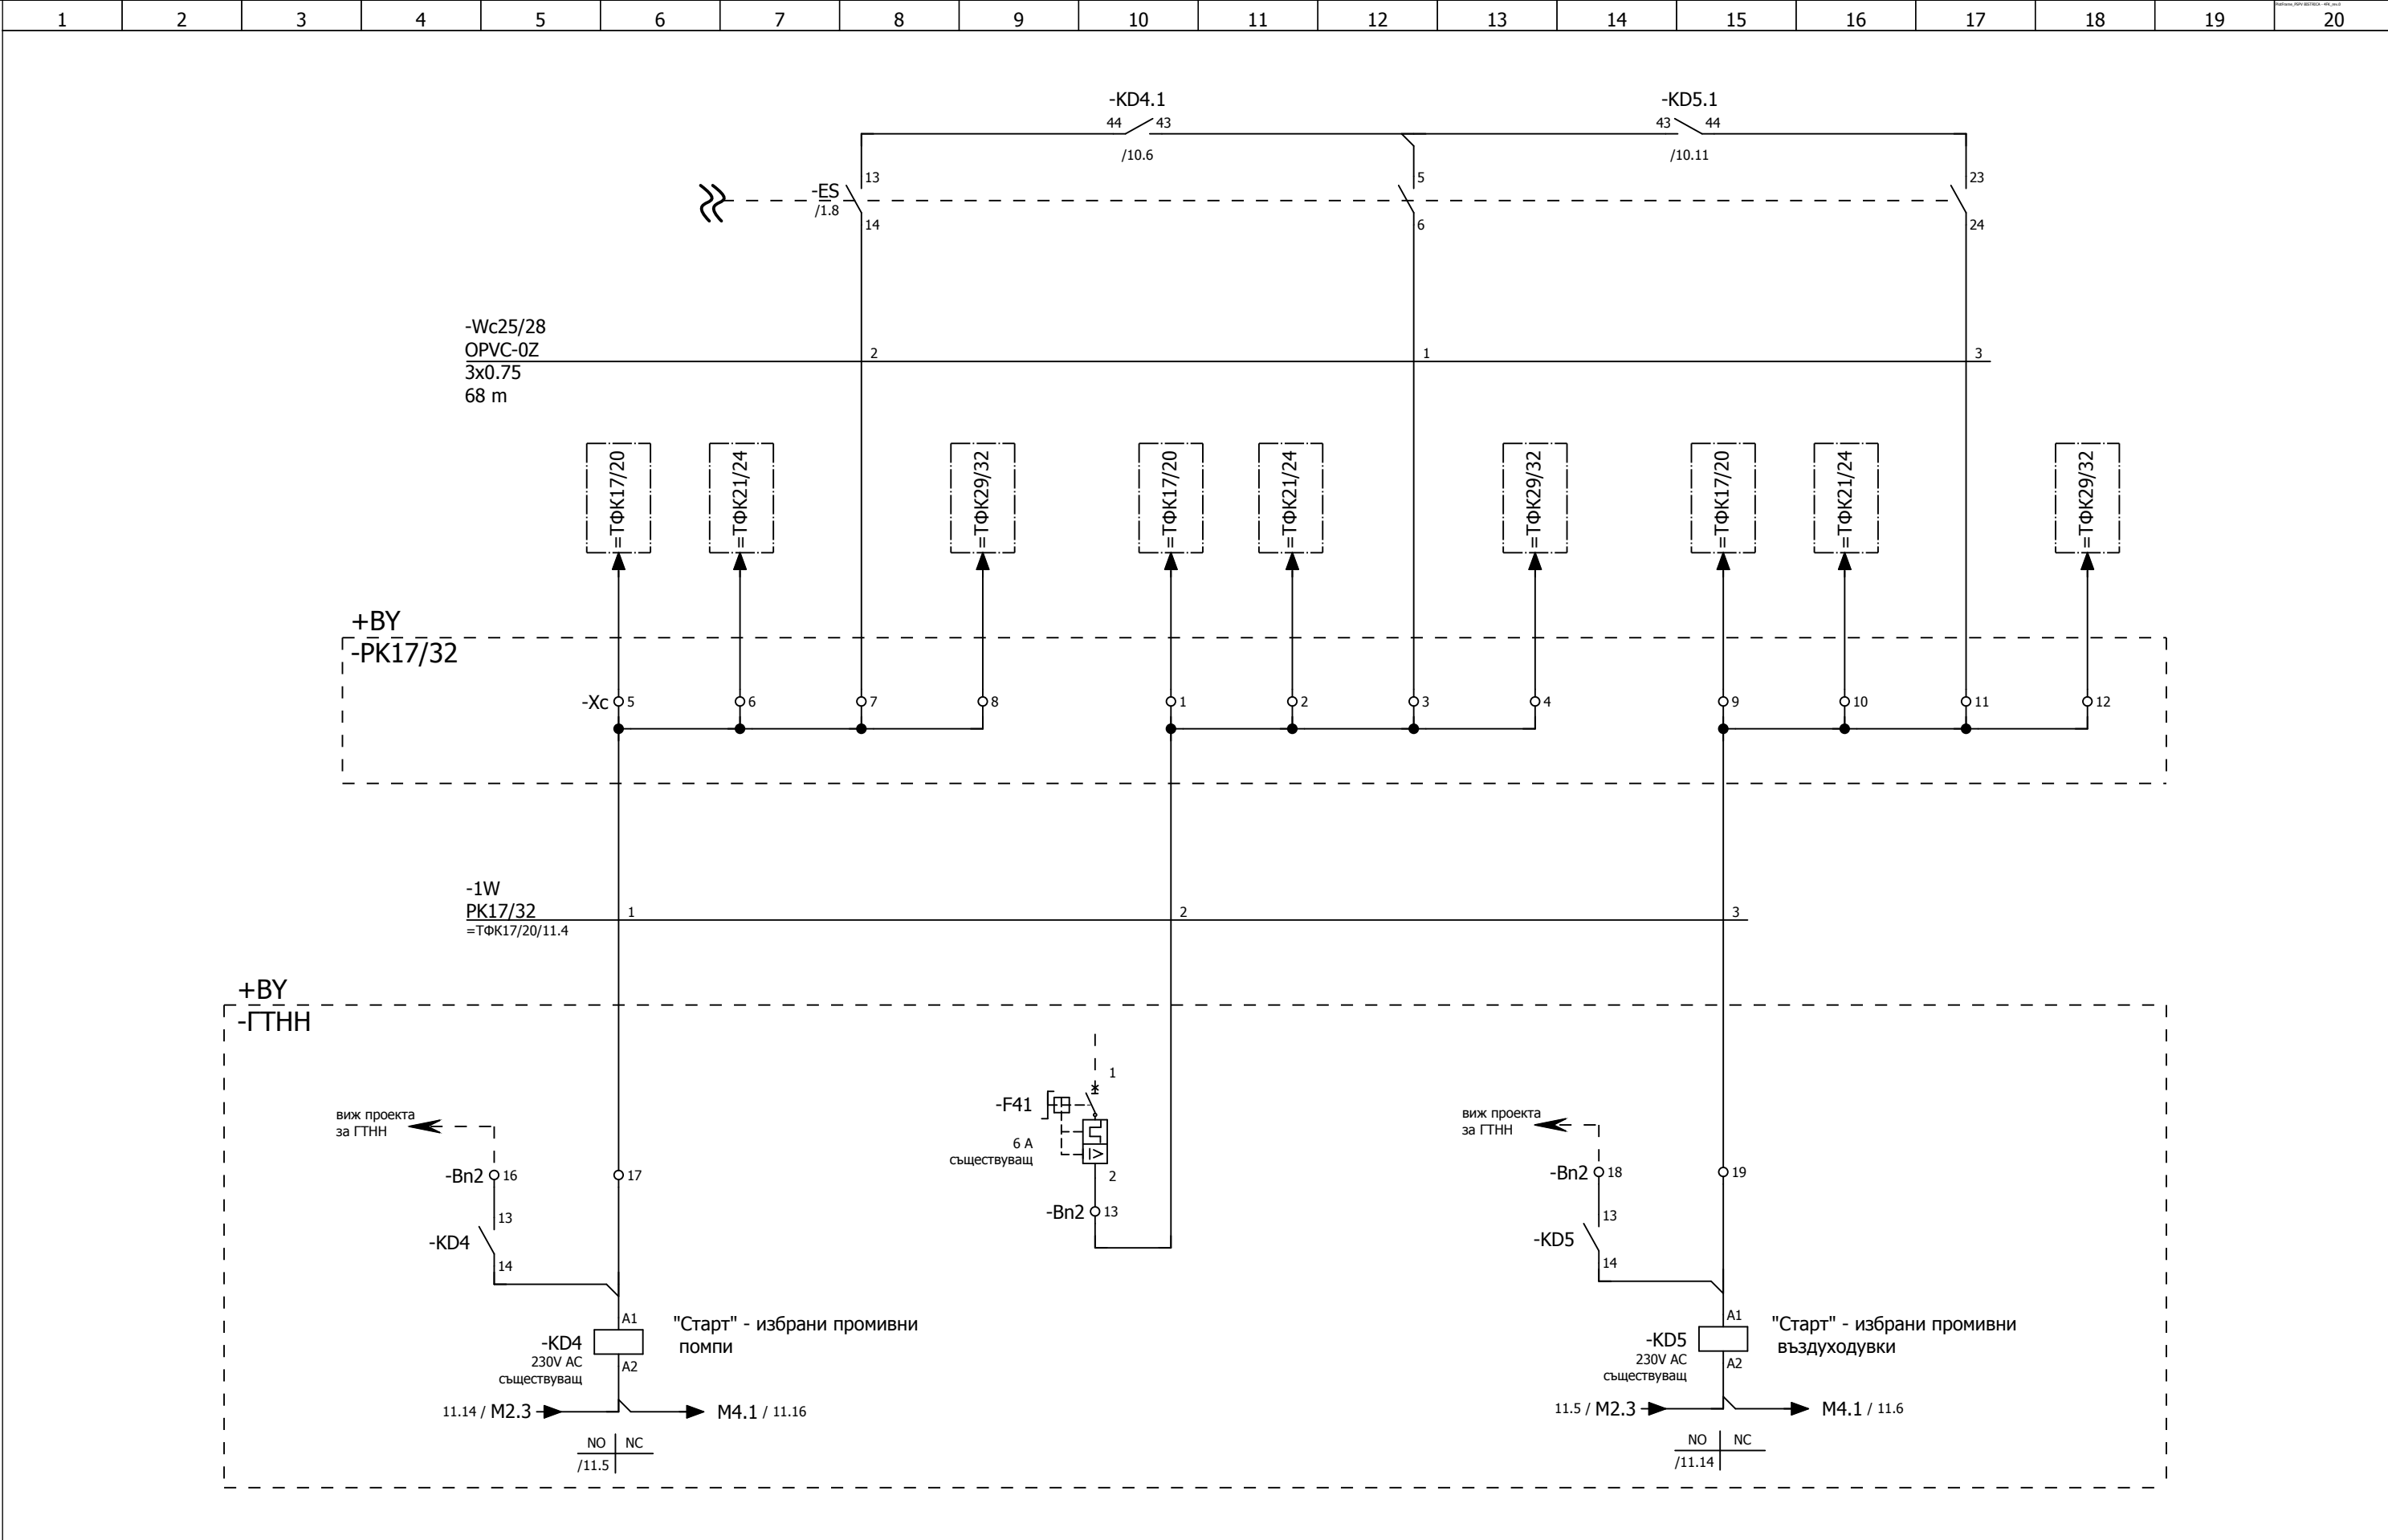 1 2 3 4 5 6 7 8 9 10 11 12 13 14 15 16 17 18 19 20
-KD4.1 -KD5.1
44 43 43 44
/10.6 /10.11
-ES 13 5 23
/1.8 14 6 24
-Wc25/28
OPVC-0Z 2 1 3
3x0.75
68 m
=ТФК17/20 =ТФК21/24 =ТФК29/32 =ТФК17/20 =ТФК21/24 =ТФК29/32 =ТФК17/20 =ТФК21/24 =ТФК29/32
+BY
-PK17/32
-Xc 5 6 7 8 1 2 3 4 9 10 11 12
-1W
PK17/32 1 2 3
=ТФК17/20/11.4
+BY
-ГТНН
1
виж проекта
за ГТНН
-F41
6 A
съществуващ
2
-Bn2 13
виж проекта
за ГТНН
-Bn2 16 17
13
-KD4
14
-Bn2 18 19
13
-KD5
14
A1
-KD4
230V AC
съществуващ
A2
"Старт" - избрани промивни
помпи
A1
-KD5
230V AC
съществуващ
A2
"Старт" - избрани промивни
въздуходувки
11.14 / M2.3 M4.1 / 11.16
11.5 / M2.3 M4.1 / 11.6
NO NC
/11.5
NO NC
/11.14